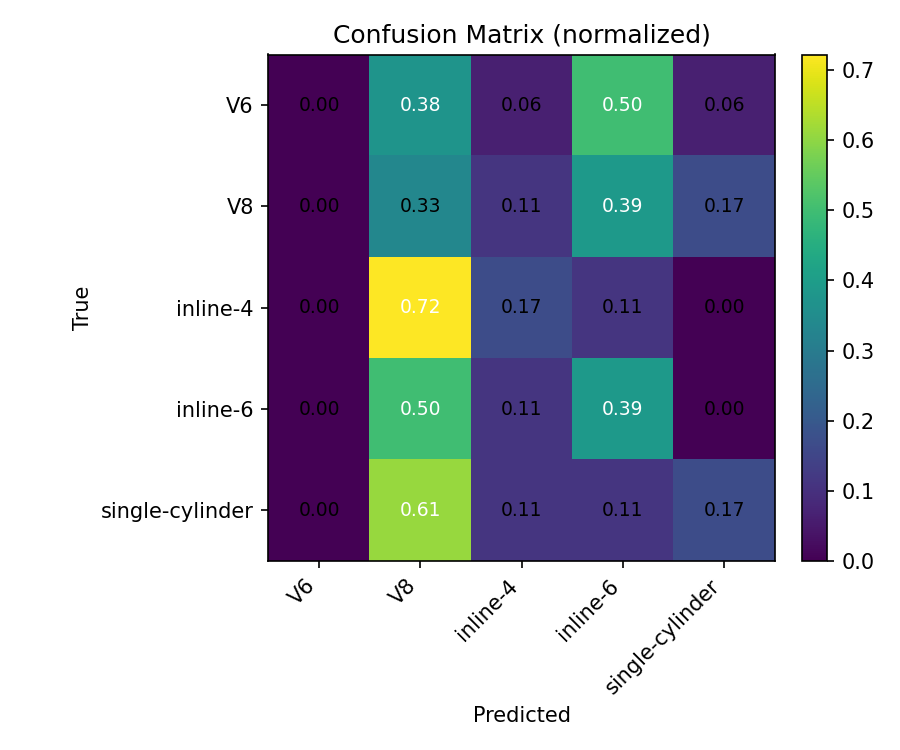 Confusion Matrix (normalized)
V6 0.00 0.38 0.06 0.50 0.06
V8 0.00 0.33 0.11 0.39 0.17
inline-4 0.00 0.72 0.17 0.11 0.00
inline-6 0.00 0.50 0.11 0.39 0.00
single-cylinder 0.00 0.61 0.11 0.11 0.17
True
V6 V8 inline-4 inline-6 single-cylinder
Predicted
0.7
0.6
0.5
0.4
0.3
0.2
0.1
0.0